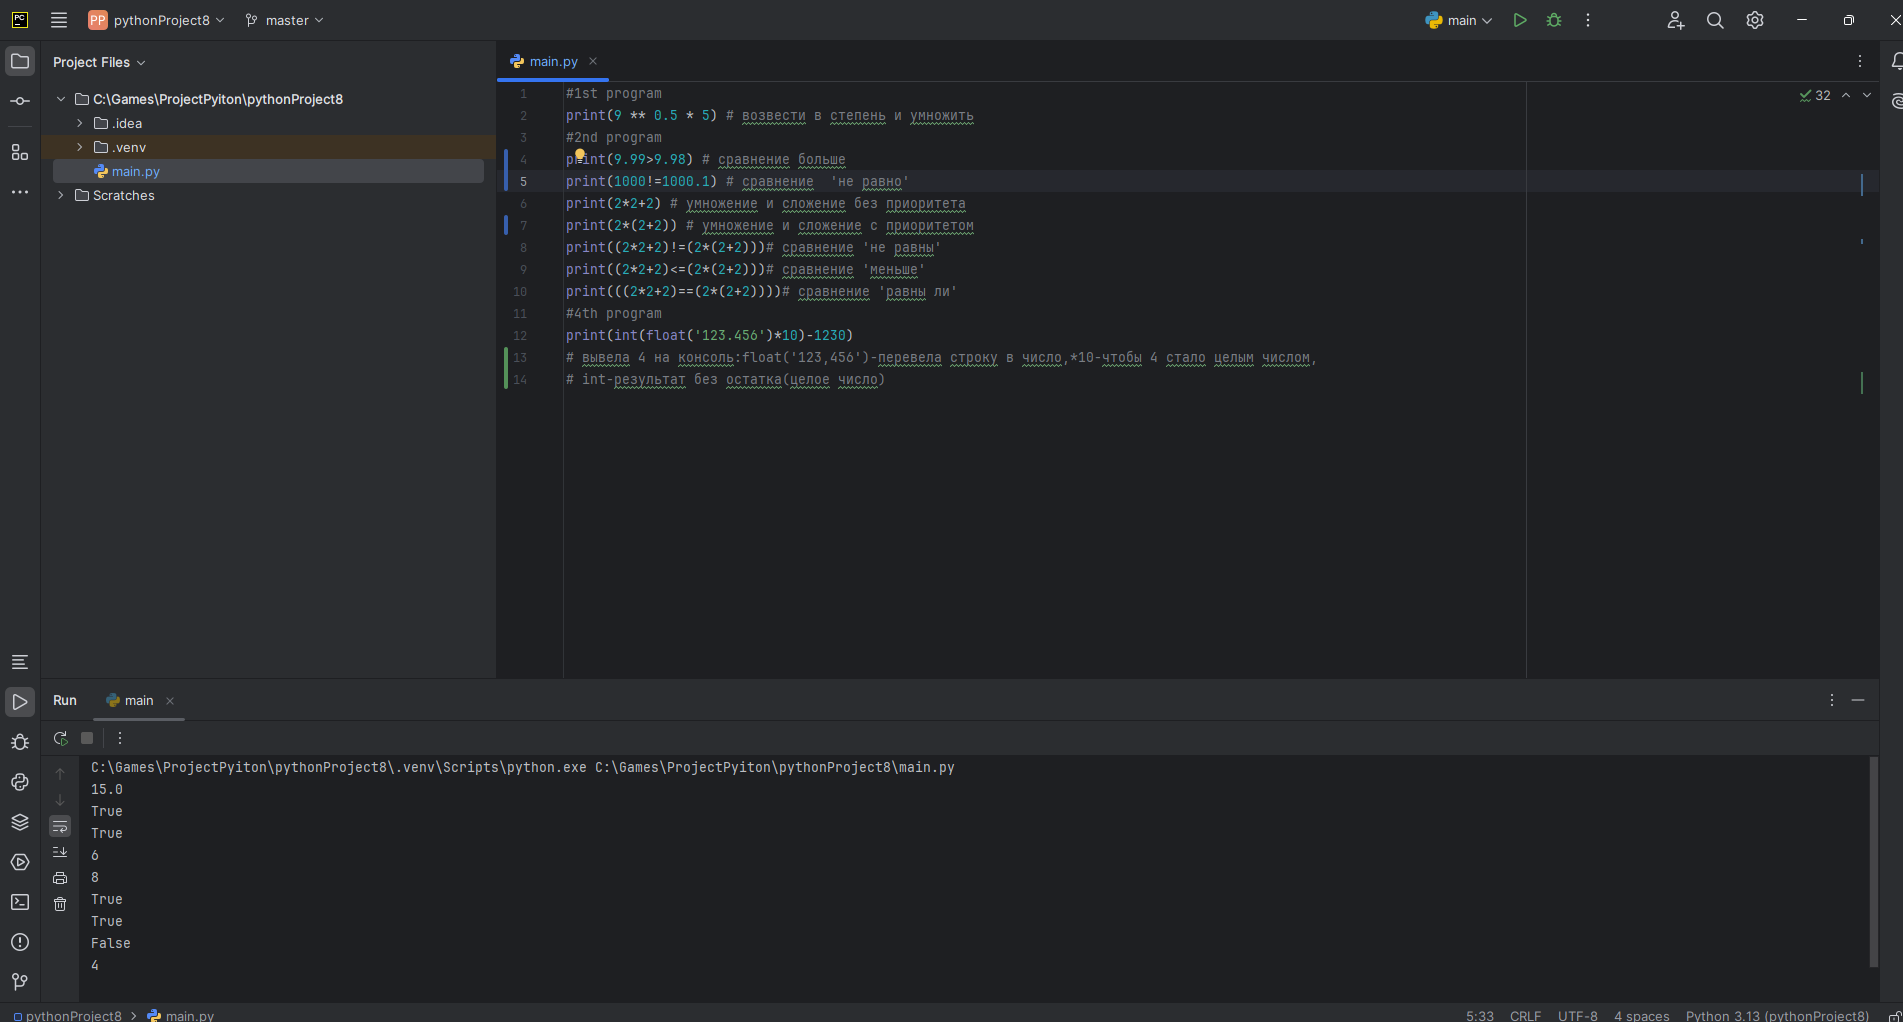 PC
PP pythonProject8
master
main
Project Files
C:\Games\ProjectPyiton\pythonProject8
.idea
.venv
main.py
Scratches
main.py
32
1 #1st program
2 print(9 ** 0.5 * 5) # возвести в степень и умножить
3 #2nd program
4 print(9.99>9.98) # сравнение больше
5 print(1000!=1000.1) # сравнение  'не равно'
6 print(2*2+2) # умножение и сложение без приоритета
7 print(2*(2+2)) # умножение и сложение с приоритетом
8 print((2*2+2)!=(2*(2+2)))# сравнение 'не равны'
9 print((2*2+2)<=(2*(2+2)))# сравнение 'меньше'
10 print(((2*2+2)==(2*(2+2))))# сравнение 'равны ли'
11 #4th program
12 print(int(float('123.456')*10)-1230)
13 # вывела 4 на консоль:float('123,456')-перевела строку в число,*10-чтобы 4 стало целым числом,
14 # int-результат без остатка(целое число)
Run
main
C:\Games\ProjectPyiton\pythonProject8\.venv\Scripts\python.exe C:\Games\ProjectPyiton\pythonProject8\main.py
15.0
True
True
6
8
True
True
False
4
pythonProject8 > main.py
5:33 CRLF UTF-8 4 spaces Python 3.13 (pythonProject8)